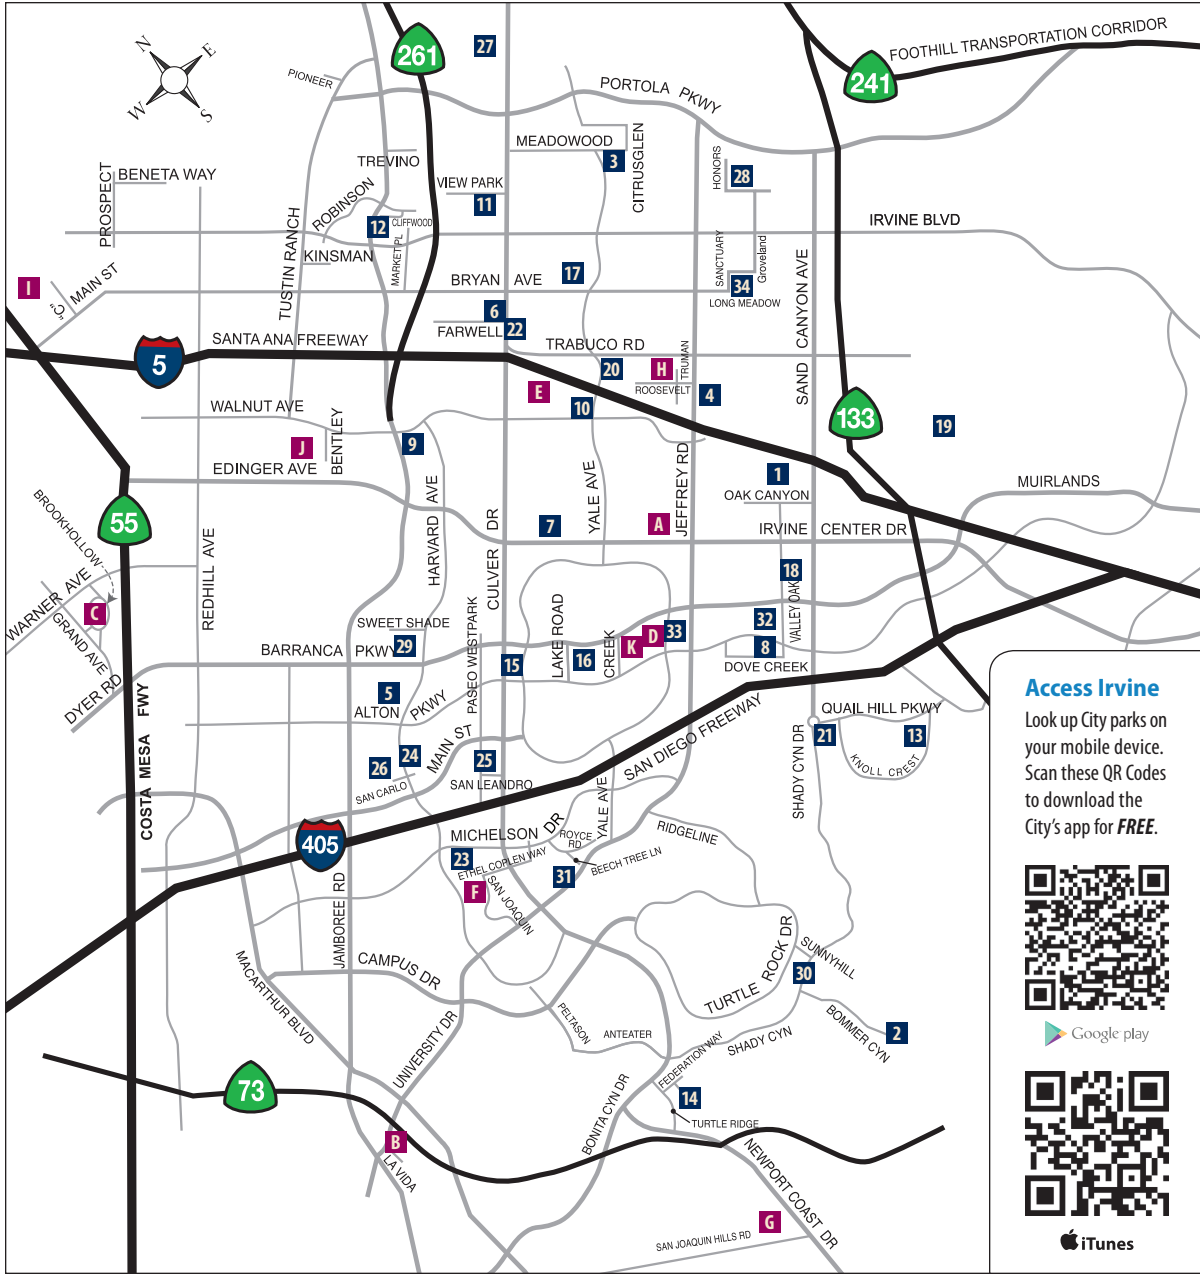 261
27
FOOTHILL TRANSPORTATION CORRIDOR
241
N
E
W
S
PIONEER
PORTOLA PKWY
MEADOWOOD
3
CITRUSGLEN
HONORS
28
TREVINO
VIEW PARK
11
PROSPECT
BENETA WAY
ROBINSON
12
CLIFFWOOD
IRVINE BLVD
KINSMAN
MARKET PL
TUSTIN RANCH
SANCTUARY
Groveland
I
"C"
MAIN ST
BRYAN AVE
17
34
LONG MEADOW
SAND CANYON AVE
6
FARWELL
22
5
SANTA ANA FREEWAY
TRABUCO RD
20
H
TRUMAN
ROOSEVELT
E
4
10
WALNUT AVE
133
19
J
BENTLEY
9
EDINGER AVE
1
OAK CANYON
MUIRLANDS
BROOKHOLLOW
55
HARVARD AVE
CULVER DR
7
YALE AVE
A
JEFFREY RD
IRVINE CENTER DR
REDHILL AVE
18
VALLEY OAK
WARNER AVE
C
GRAND AVE
SWEET SHADE
29
PASEO WESTPARK
LAKE ROAD
CREEK
K
D
33
32
8
DOVE CREEK
BARRANCA PKWY
15
16
DYER RD
COSTA MESA FWY
5
ALTON PKWY
QUAIL HILL PKWY
21
13
KNOLL CREST
SHADY CYN DR
24
26
MAIN ST
25
SAN LEANDRO
SAN CARLO
SAN DIEGO FREEWAY
405
MICHELSON DR
YALE AVE
ROYCE RD
RIDGELINE
23
ETHEL COPLEN WAY
31
BEECH TREE LN
F
SAN JOAQUIN
JAMBOREE RD
MACARTHUR BLVD
CAMPUS DR
TURTLE ROCK DR
SUNNYHILL
30
UNIVERSITY DR
PELTASON
ANTEATER
SHADY CYN
BOMMER CYN
2
FEDERATION WAY
73
14
TURTLE RIDGE
BONITA CYN DR
B
LA VIDA
NEWPORT COAST DR
G
SAN JOAQUIN HILLS RD
Access Irvine
Look up City parks on
your mobile device.
Scan these QR Codes
to download the
City's app for FREE.
Google play
iTunes